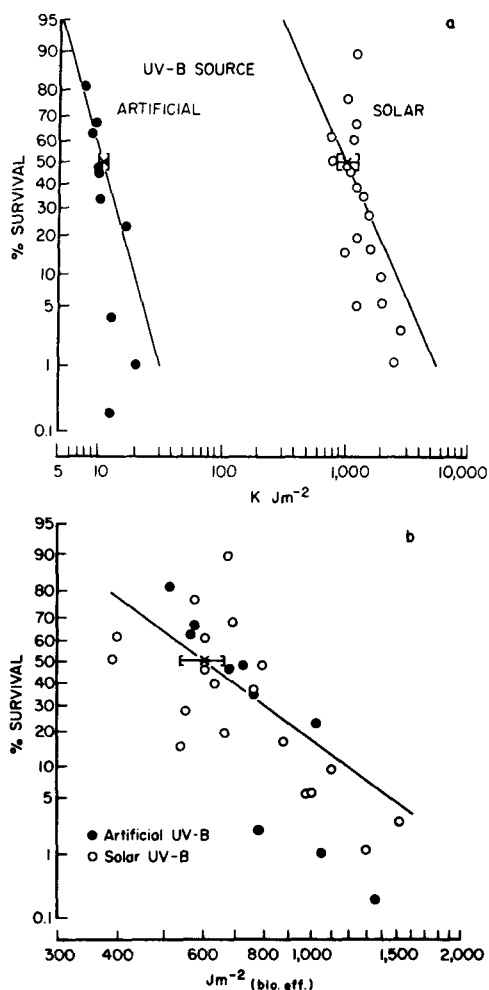 a
95
90
UV-B SOURCE
80
ARTIFICIAL
SOLAR
70
60
50
40
30
20
10
5
1
0.1
% SURVIVAL
5 10 100 1,000 10,000
K Jm⁻²
b
95
90
80
70
60
50
40
30
20
10
5
1
0.1
% SURVIVAL
● Artificial UV-B
○ Solar UV-B
300 400 600 800 1,000 1,500 2,000
Jm⁻² (bio. eff.)